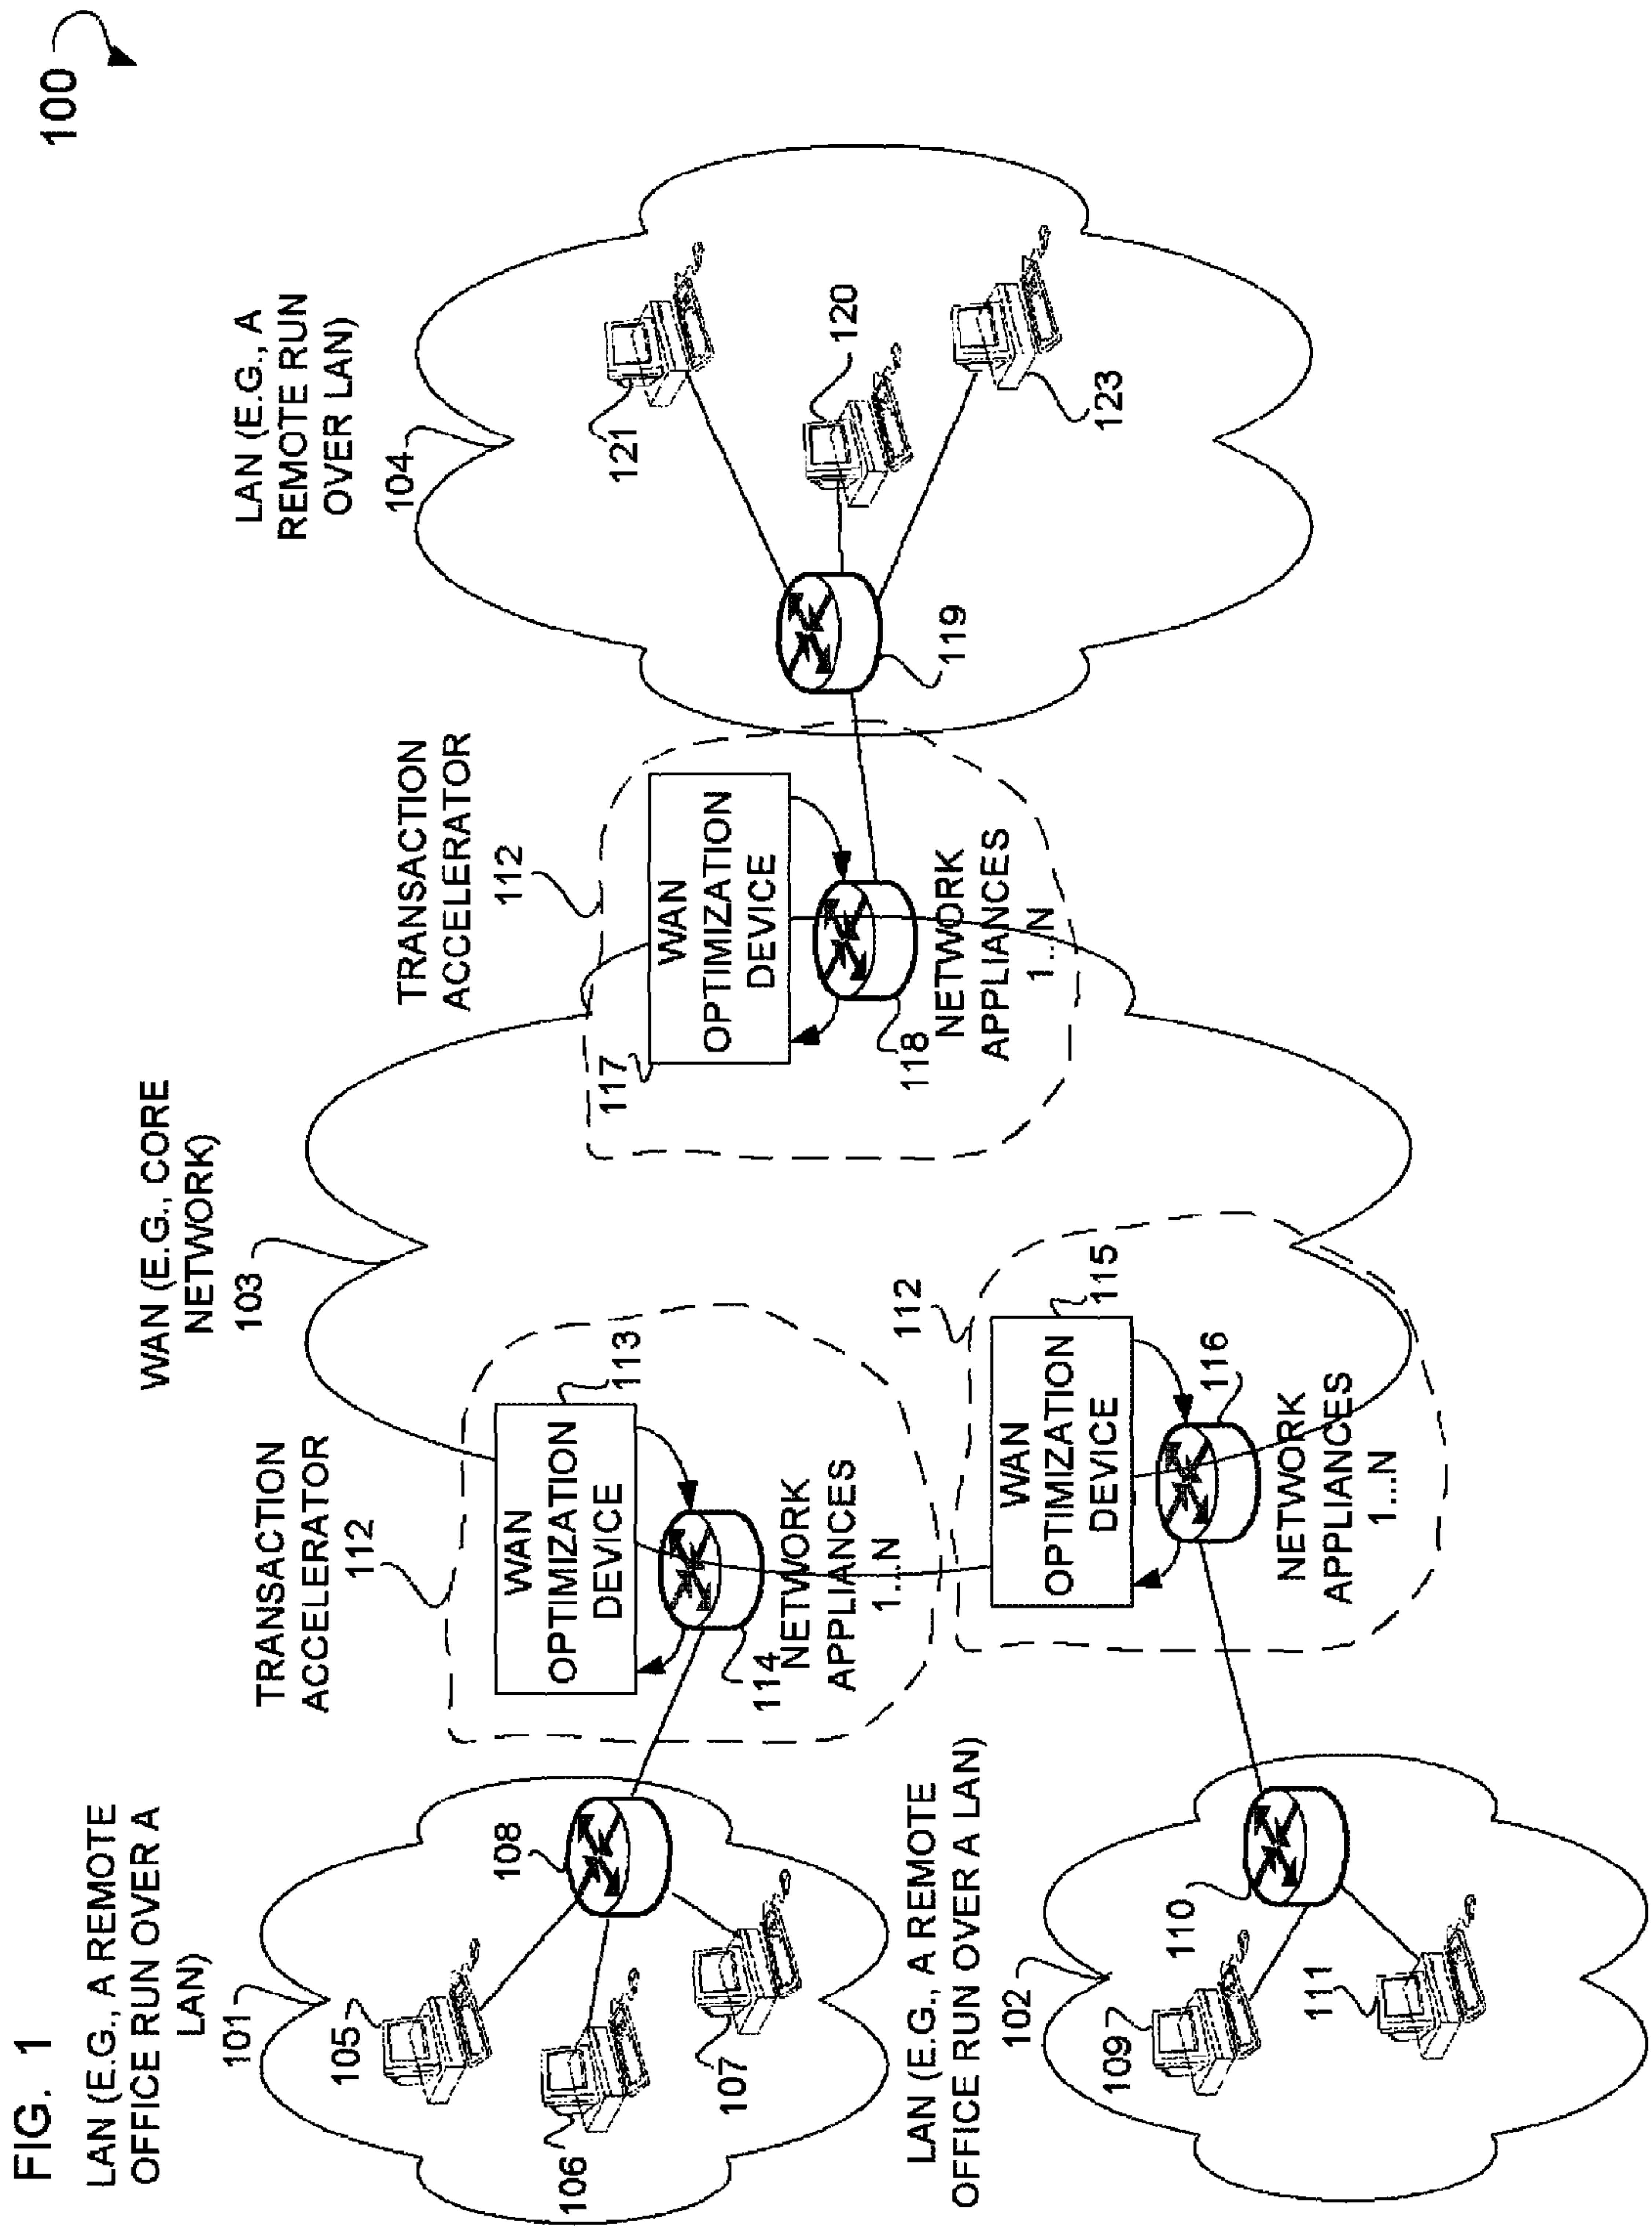 FIG. 1
100
LAN (E.G., A REMOTE
OFFICE RUN OVER A
LAN)
101
105
106
107
108
LAN (E.G., A REMOTE
OFFICE RUN OVER A LAN)
102
109
110
111
WAN (E.G., CORE
NETWORK)
103
TRANSACTION
ACCELERATOR
112
WAN
OPTIMIZATION
DEVICE
113
114
NETWORK
APPLIANCES
1...N
112
WAN
OPTIMIZATION
DEVICE
115
116
NETWORK
APPLIANCES
1...N
TRANSACTION
ACCELERATOR
112
WAN
OPTIMIZATION
DEVICE
117
118
NETWORK
APPLIANCES
1...N
LAN (E.G., A
REMOTE RUN
OVER LAN)
104
119
121
120
123